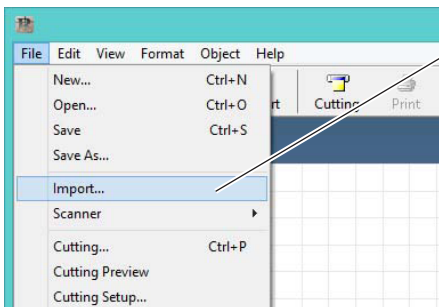 File Edit View Format Object Help
New... Ctrl+N
Open... Ctrl+O
Save Ctrl+S
Save As...
Import...
Scanner
Cutting... Ctrl+P
Cutting Preview
Cutting Setup...
rt Cutting Print